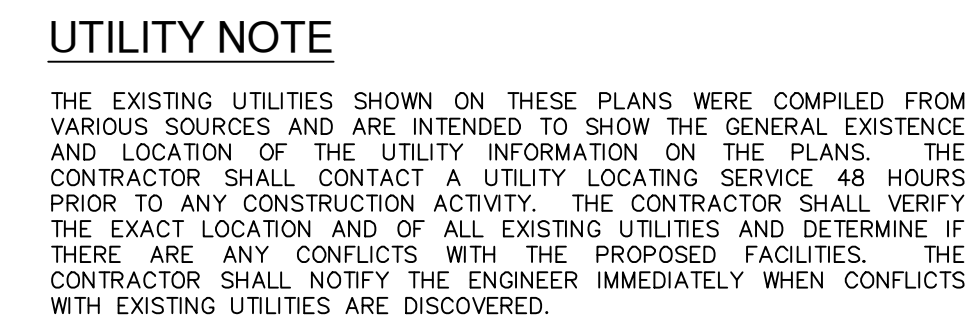 UTILITY NOTE
THE EXISTING UTILITIES SHOWN ON THESE PLANS WERE COMPILED FROM
VARIOUS SOURCES AND ARE INTENDED TO SHOW THE GENERAL EXISTENCE
AND LOCATION OF THE UTILITY INFORMATION ON THE PLANS. THE
CONTRACTOR SHALL CONTACT A UTILITY LOCATING SERVICE 48 HOURS
PRIOR TO ANY CONSTRUCTION ACTIVITY. THE CONTRACTOR SHALL VERIFY
THE EXACT LOCATION AND OF ALL EXISTING UTILITIES AND DETERMINE IF
THERE ARE ANY CONFLICTS WITH THE PROPOSED FACILITIES. THE
CONTRACTOR SHALL NOTIFY THE ENGINEER IMMEDIATELY WHEN CONFLICTS
WITH EXISTING UTILITIES ARE DISCOVERED.